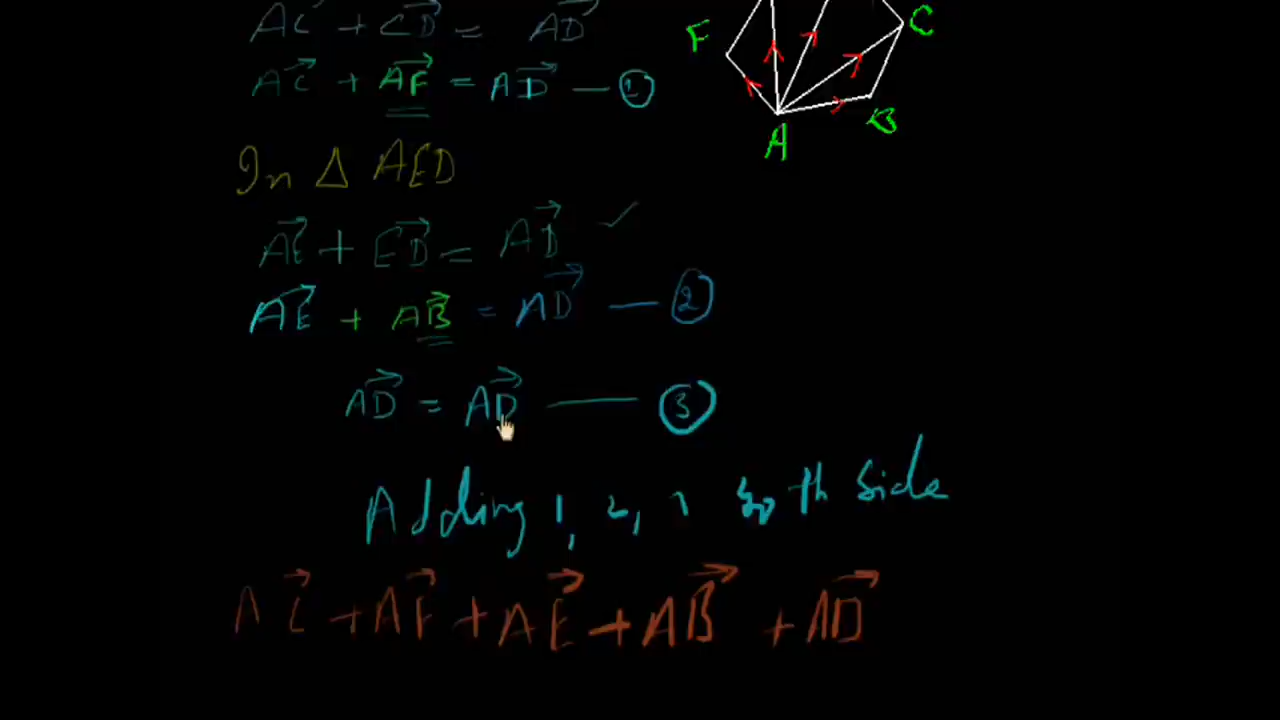 AC + CD = AD
F
C
AC + AF = AD — 1
B
A
In Δ AED
AE + ED = AD ✓
AE + AB = AD — 2
AD = AD — 3
Adding 1, 2, 3 both side
AC + AF + AE + AB + AD